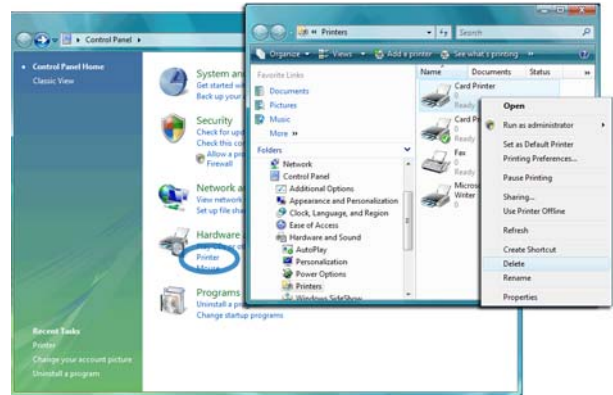 Control Panel
Control Panel Home
Classic View
System an
Get started
Back up your
Security
Check for upd
Check this co
Allow a pro
Firewall
Network a
View network
Set up file sha
Hardware a
Printer
Mouse
Programs
Uninstall a pr
Change startup programs
Recent Tasks
Printer
Change your account picture
Uninstall a program
Printers
Search
Organize
Views
Add a printer
See what's printing
Favorite Links
Documents
Pictures
Music
More
Folders
Network
Control Panel
Additional Options
Appearance and Personalization
Clock, Language, and Region
Ease of Access
Hardware and Sound
AutoPlay
Personalization
Power Options
Printers
Windows SideShow
Name Documents Status
Card Printer
0
Ready
Card Pr
0
Ready
Fax
0
Ready
Microso
Writer
0
Open
Run as administrator
Set as Default Printer
Printing Preferences...
Pause Printing
Sharing...
Use Printer Offline
Refresh
Create Shortcut
Delete
Rename
Properties